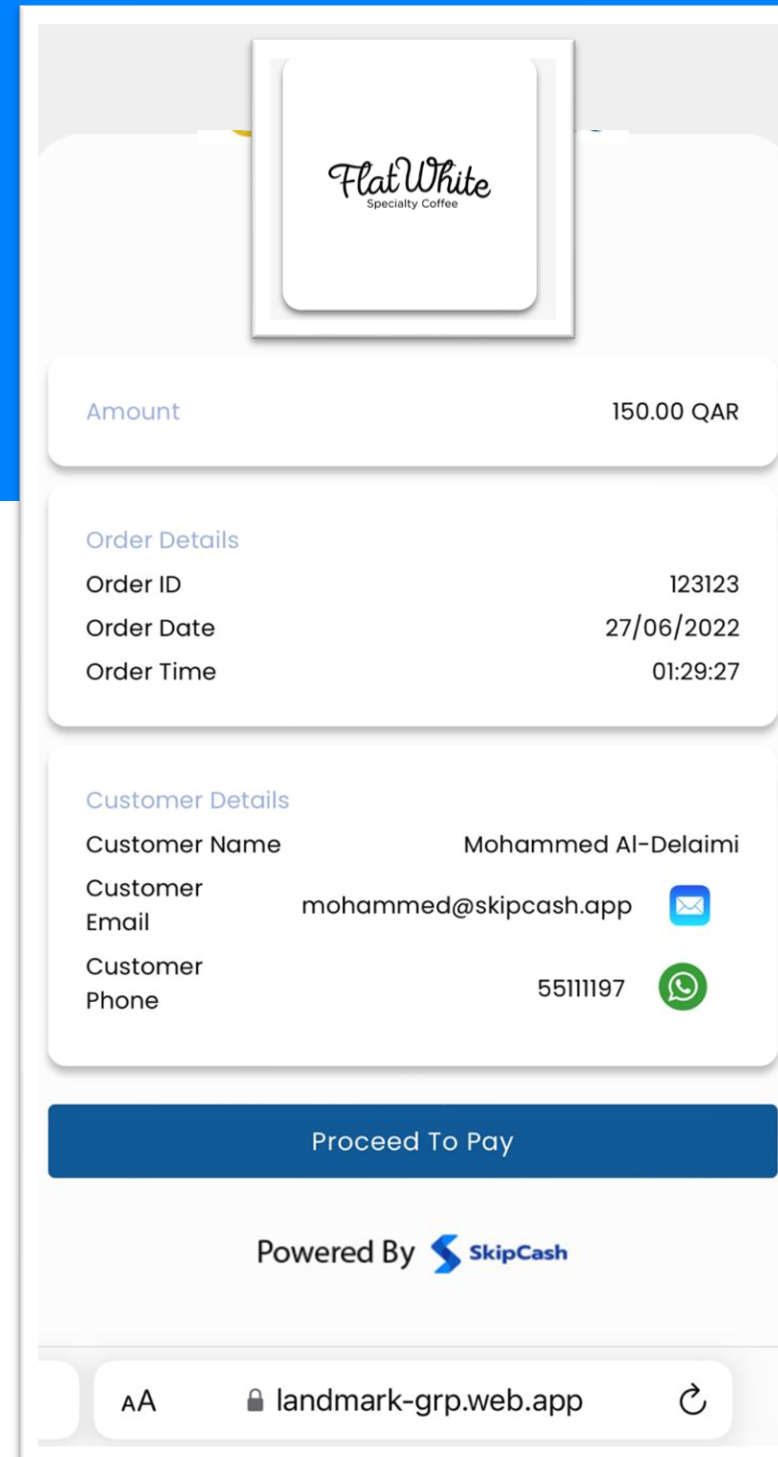 FlatWhite
Specialty Coffee
Amount 150.00 QAR
Order Details
Order ID 123123
Order Date 27/06/2022
Order Time 01:29:27
Customer Details
Customer Name Mohammed Al-Delaimi
Customer
Email mohammed@skipcash.app
Customer
Phone 55111197
Proceed To Pay
Powered By SkipCash
AA landmark-grp.web.app